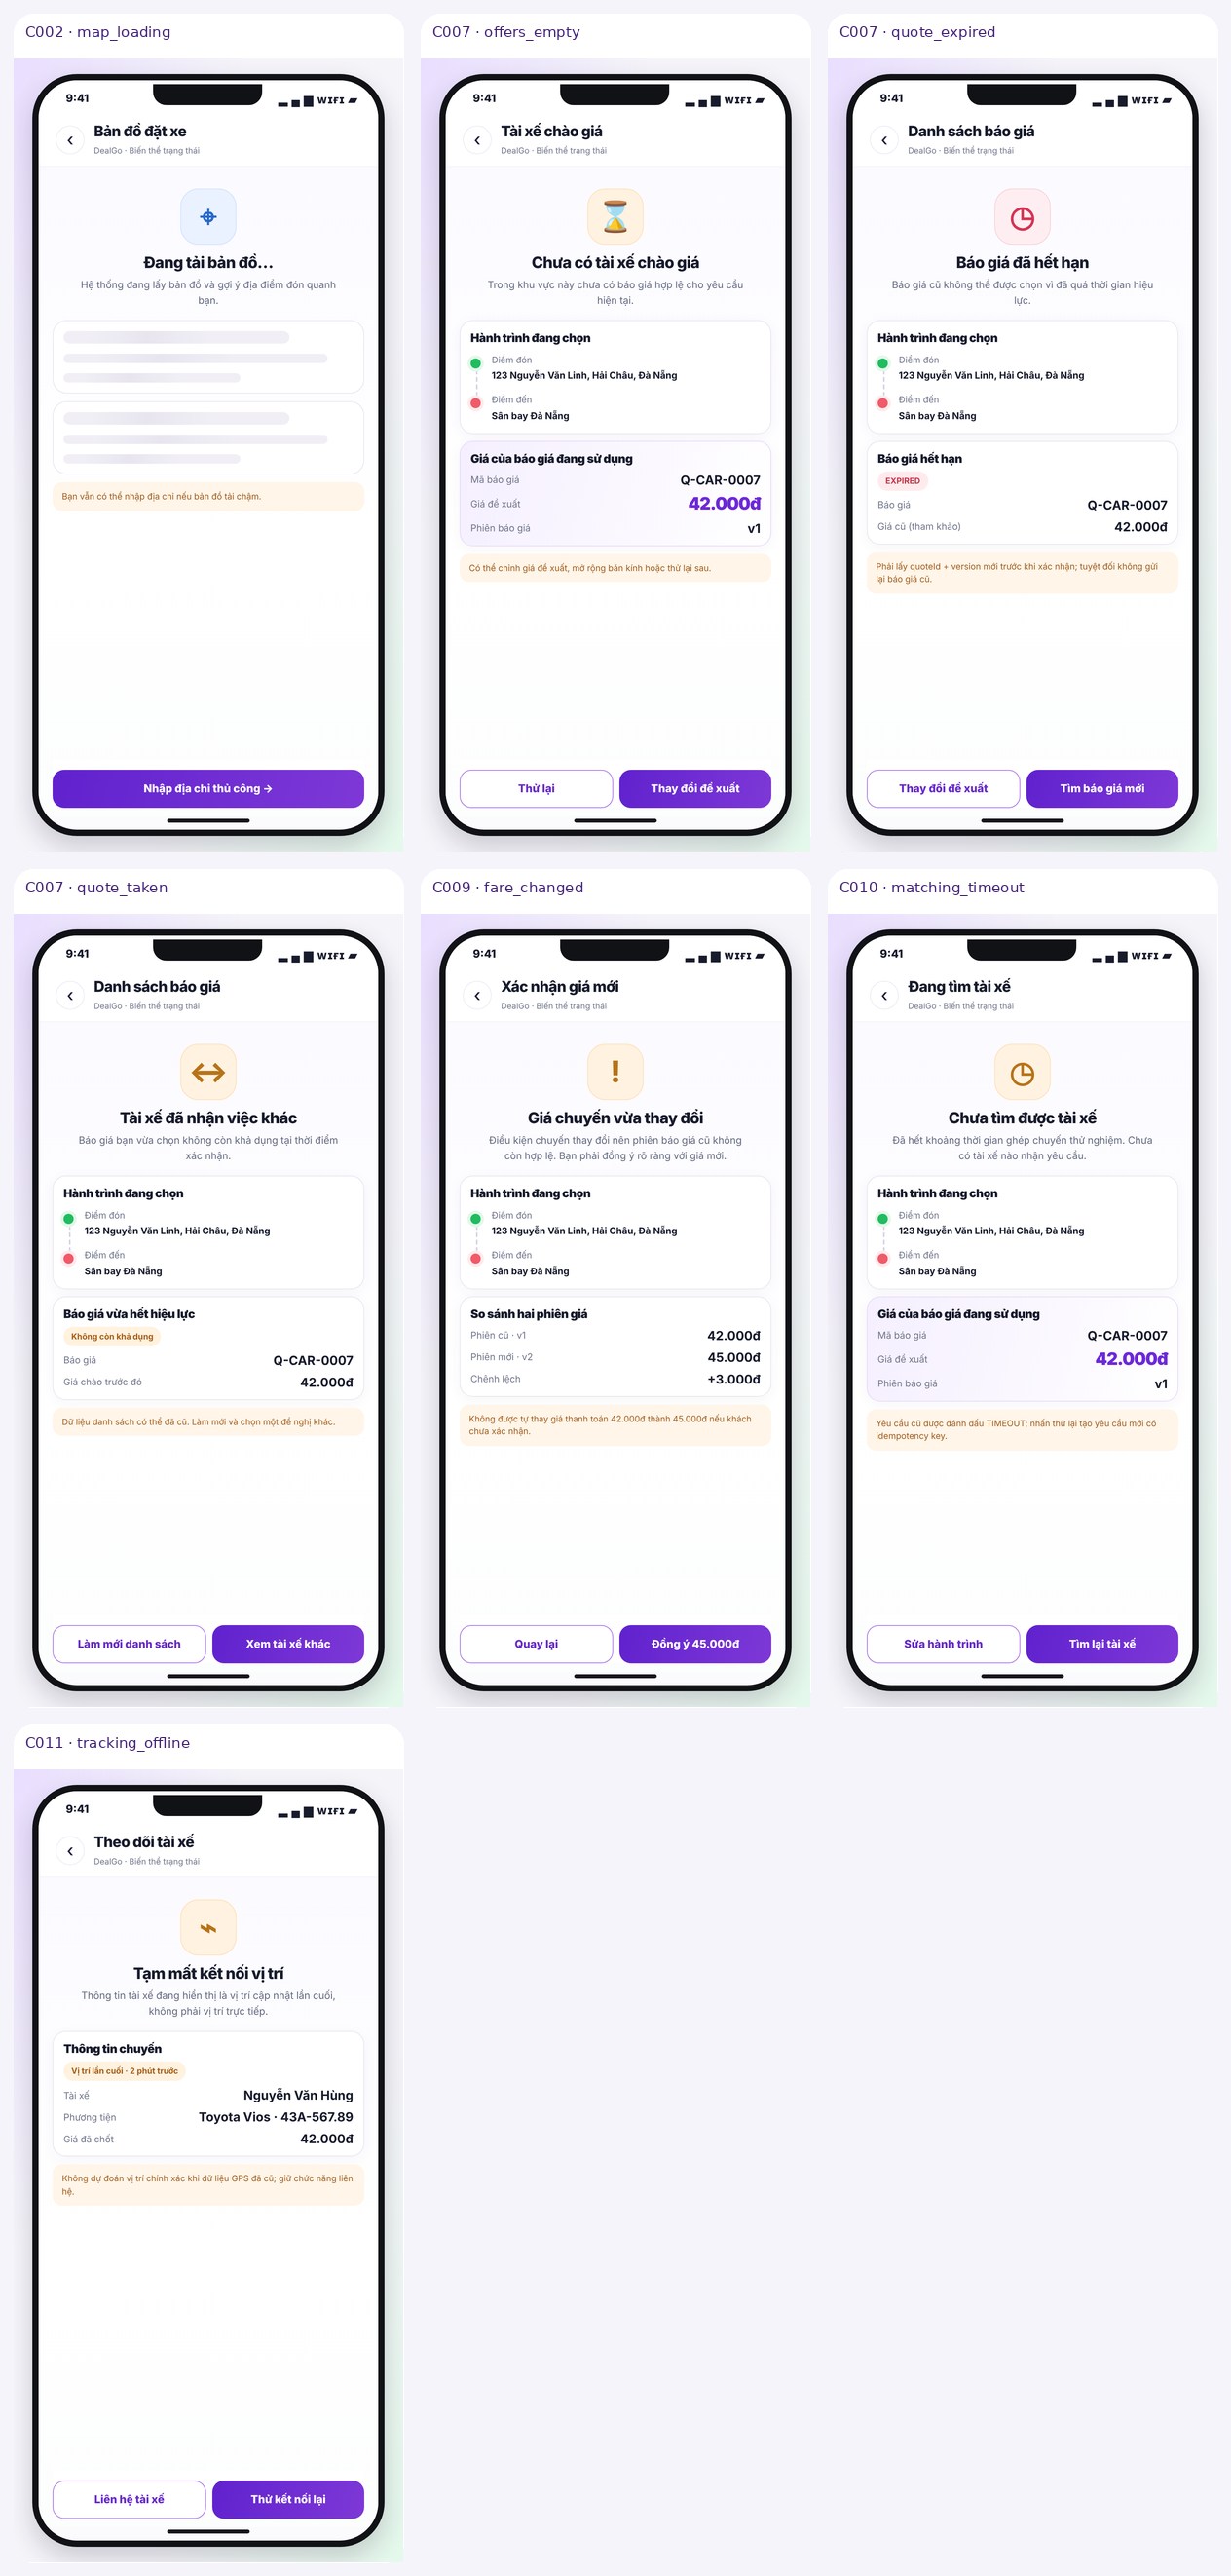 C002 · map_loading
9:41
WIFI
Bản đồ đặt xe
DealGo · Biến thể trạng thái
Đang tải bản đồ...
Hệ thống đang lấy bản đồ và gợi ý địa điểm đón quanh
bạn.
Bạn vẫn có thể nhập địa chỉ nếu bản đồ tải chậm.
Nhập địa chỉ thủ công →
C007 · offers_empty
9:41
WIFI
Tài xế chào giá
DealGo · Biến thể trạng thái
Chưa có tài xế chào giá
Trong khu vực này chưa có báo giá hợp lệ cho yêu cầu
hiện tại.
Hành trình đang chọn
Điểm đón
123 Nguyễn Văn Linh, Hải Châu, Đà Nẵng
Điểm đến
Sân bay Đà Nẵng
Giá của báo giá đang sử dụng
Mã báo giá Q-CAR-0007
Giá đề xuất 42.000đ
Phiên báo giá v1
Có thể chỉnh giá đề xuất, mở rộng bán kính hoặc thử lại sau.
Thử lại
Thay đổi đề xuất
C007 · quote_expired
9:41
WIFI
Danh sách báo giá
DealGo · Biến thể trạng thái
Báo giá đã hết hạn
Báo giá cũ không thể được chọn vì đã quá thời gian hiệu
lực.
Hành trình đang chọn
Điểm đón
123 Nguyễn Văn Linh, Hải Châu, Đà Nẵng
Điểm đến
Sân bay Đà Nẵng
Báo giá hết hạn
EXPIRED
Báo giá Q-CAR-0007
Giá cũ (tham khảo) 42.000đ
Phải lấy quoteId + version mới trước khi xác nhận; tuyệt đối không gửi
lại báo giá cũ.
Thay đổi đề xuất
Tìm báo giá mới
C007 · quote_taken
9:41
WIFI
Danh sách báo giá
DealGo · Biến thể trạng thái
Tài xế đã nhận việc khác
Báo giá bạn vừa chọn không còn khả dụng tại thời điểm
xác nhận.
Hành trình đang chọn
Điểm đón
123 Nguyễn Văn Linh, Hải Châu, Đà Nẵng
Điểm đến
Sân bay Đà Nẵng
Báo giá vừa hết hiệu lực
Không còn khả dụng
Báo giá Q-CAR-0007
Giá chào trước đó 42.000đ
Dữ liệu danh sách có thể đã cũ. Làm mới và chọn một đề nghị khác.
Làm mới danh sách
Xem tài xế khác
C009 · fare_changed
9:41
WIFI
Xác nhận giá mới
DealGo · Biến thể trạng thái
!
Giá chuyến vừa thay đổi
Điều kiện chuyến thay đổi nên phiên báo giá cũ không
còn hợp lệ. Bạn phải đồng ý rõ ràng với giá mới.
Hành trình đang chọn
Điểm đón
123 Nguyễn Văn Linh, Hải Châu, Đà Nẵng
Điểm đến
Sân bay Đà Nẵng
So sánh hai phiên giá
Phiên cũ · v1 42.000đ
Phiên mới · v2 45.000đ
Chênh lệch +3.000đ
Không được tự thay giá thanh toán 42.000đ thành 45.000đ nếu khách
chưa xác nhận.
Quay lại
Đồng ý 45.000đ
C010 · matching_timeout
9:41
WIFI
Đang tìm tài xế
DealGo · Biến thể trạng thái
Chưa tìm được tài xế
Đã hết khoảng thời gian ghép chuyến thử nghiệm. Chưa
có tài xế nào nhận yêu cầu.
Hành trình đang chọn
Điểm đón
123 Nguyễn Văn Linh, Hải Châu, Đà Nẵng
Điểm đến
Sân bay Đà Nẵng
Giá của báo giá đang sử dụng
Mã báo giá Q-CAR-0007
Giá đề xuất 42.000đ
Phiên báo giá v1
Yêu cầu cũ được đánh dấu TIMEOUT; nhấn thử lại tạo yêu cầu mới có
idempotency key.
Sửa hành trình
Tìm lại tài xế
C011 · tracking_offline
9:41
WIFI
Theo dõi tài xế
DealGo · Biến thể trạng thái
Tạm mất kết nối vị trí
Thông tin tài xế đang hiển thị là vị trí cập nhật lần cuối,
không phải vị trí trực tiếp.
Thông tin chuyến
Vị trí lần cuối · 2 phút trước
Tài xế Nguyễn Văn Hùng
Phương tiện Toyota Vios · 43A-567.89
Giá đã chốt 42.000đ
Không dự đoán vị trí chính xác khi dữ liệu GPS đã cũ; giữ chức năng liên
hệ.
Liên hệ tài xế
Thử kết nối lại